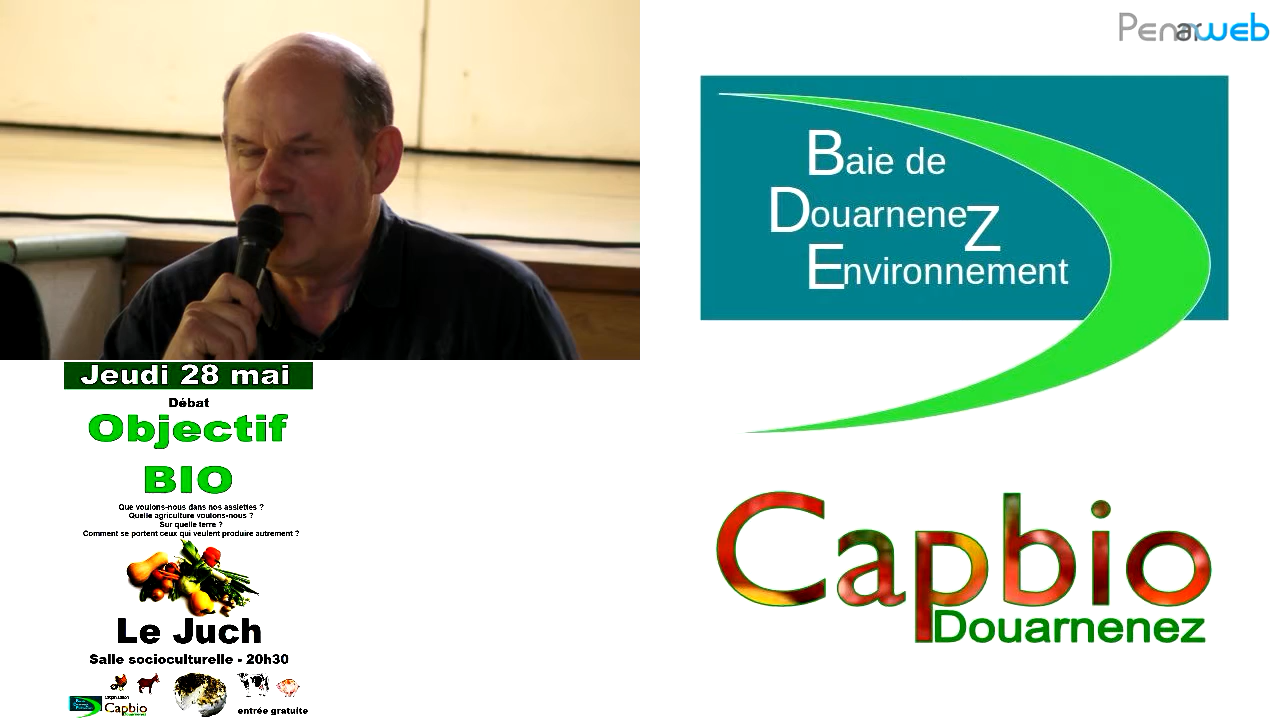 Penarweb
Baie de
DouarneneZ
Environnement
Jeudi 28 mai
Débat
Objectif
BIO
Que voulons-nous dans nos assiettes ?
Quelle agriculture voulons-nous ?
Sur quelle terre ?
Comment se portent ceux qui veulent produire autrement ?
Le Juch
Salle socioculturelle - 20h30
Capbio
entrée gratuite
Capbio
Douarnenez